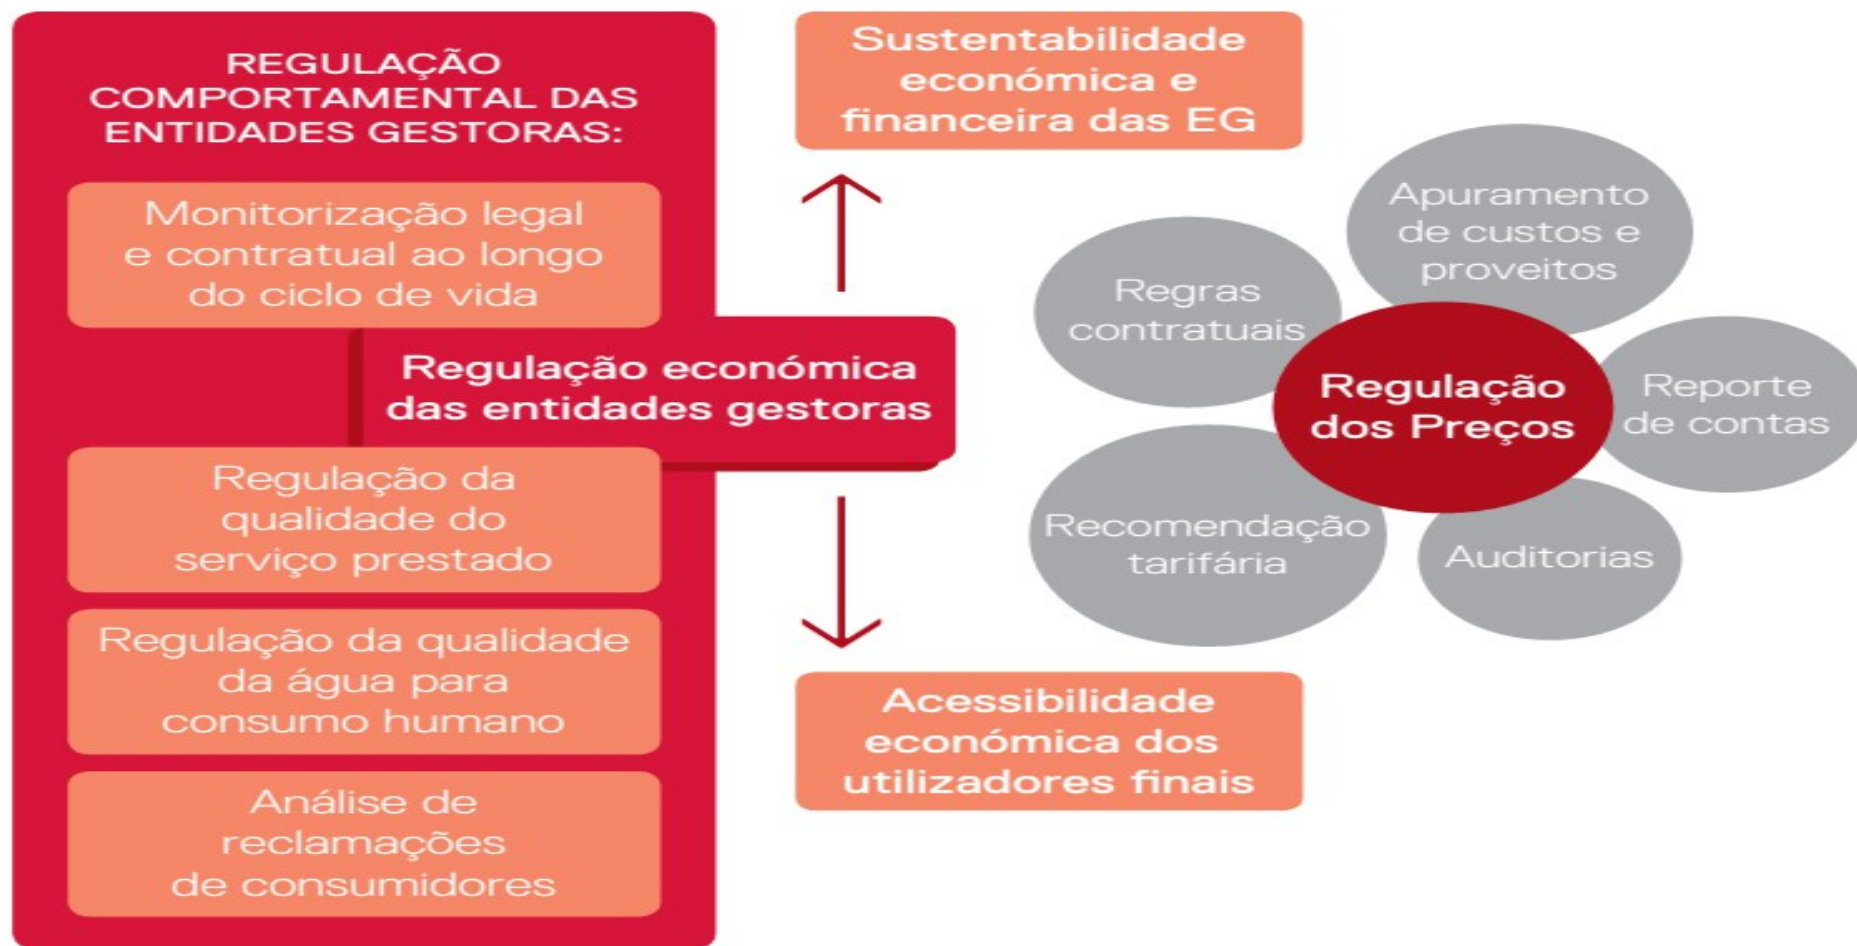 REGULAÇÃO
COMPORTAMENTAL DAS
ENTIDADES GESTORAS:
Monitorização legal
e contratual ao longo
do ciclo de vida
Regulação económica
das entidades gestoras
Regulação da
qualidade do
serviço prestado
Regulação da qualidade
da água para
consumo humano
Análise de
reclamações
de consumidores
Sustentabilidade
económica e
financeira das EG
Acessibilidade
económica dos
utilizadores finais
Apuramento
de custos e
proveitos
Regras
contratuais
Regulação
dos Preços
Reporte
de contas
Recomendação
tarifária
Auditorias